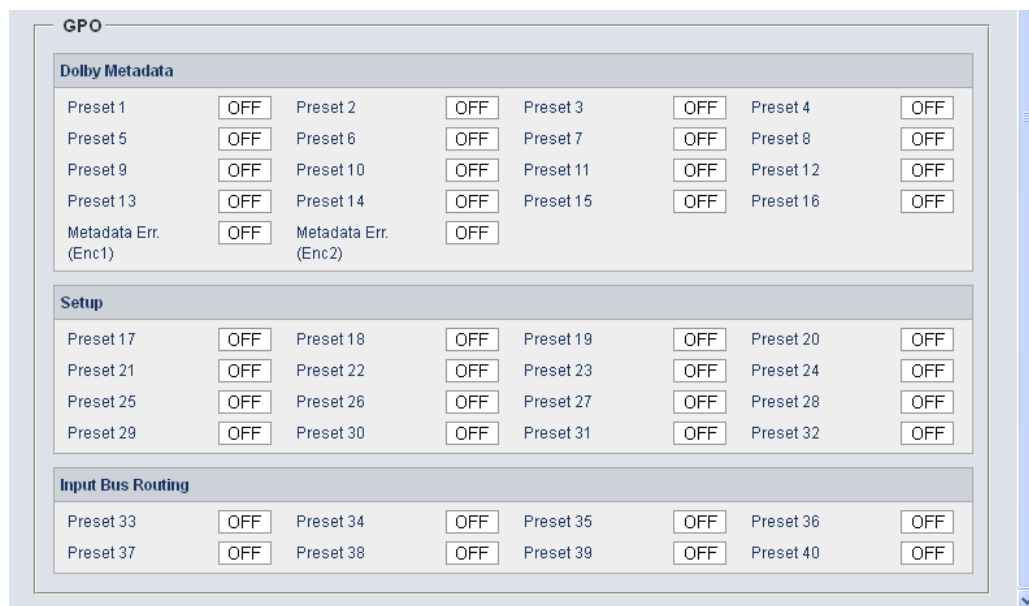 GPO
Dolby Metadata
Preset 1 OFF Preset 2 OFF Preset 3 OFF Preset 4 OFF
Preset 5 OFF Preset 6 OFF Preset 7 OFF Preset 8 OFF
Preset 9 OFF Preset 10 OFF Preset 11 OFF Preset 12 OFF
Preset 13 OFF Preset 14 OFF Preset 15 OFF Preset 16 OFF
Metadata Err. OFF Metadata Err. OFF
(Enc1) (Enc2)
Setup
Preset 17 OFF Preset 18 OFF Preset 19 OFF Preset 20 OFF
Preset 21 OFF Preset 22 OFF Preset 23 OFF Preset 24 OFF
Preset 25 OFF Preset 26 OFF Preset 27 OFF Preset 28 OFF
Preset 29 OFF Preset 30 OFF Preset 31 OFF Preset 32 OFF
Input Bus Routing
Preset 33 OFF Preset 34 OFF Preset 35 OFF Preset 36 OFF
Preset 37 OFF Preset 38 OFF Preset 39 OFF Preset 40 OFF